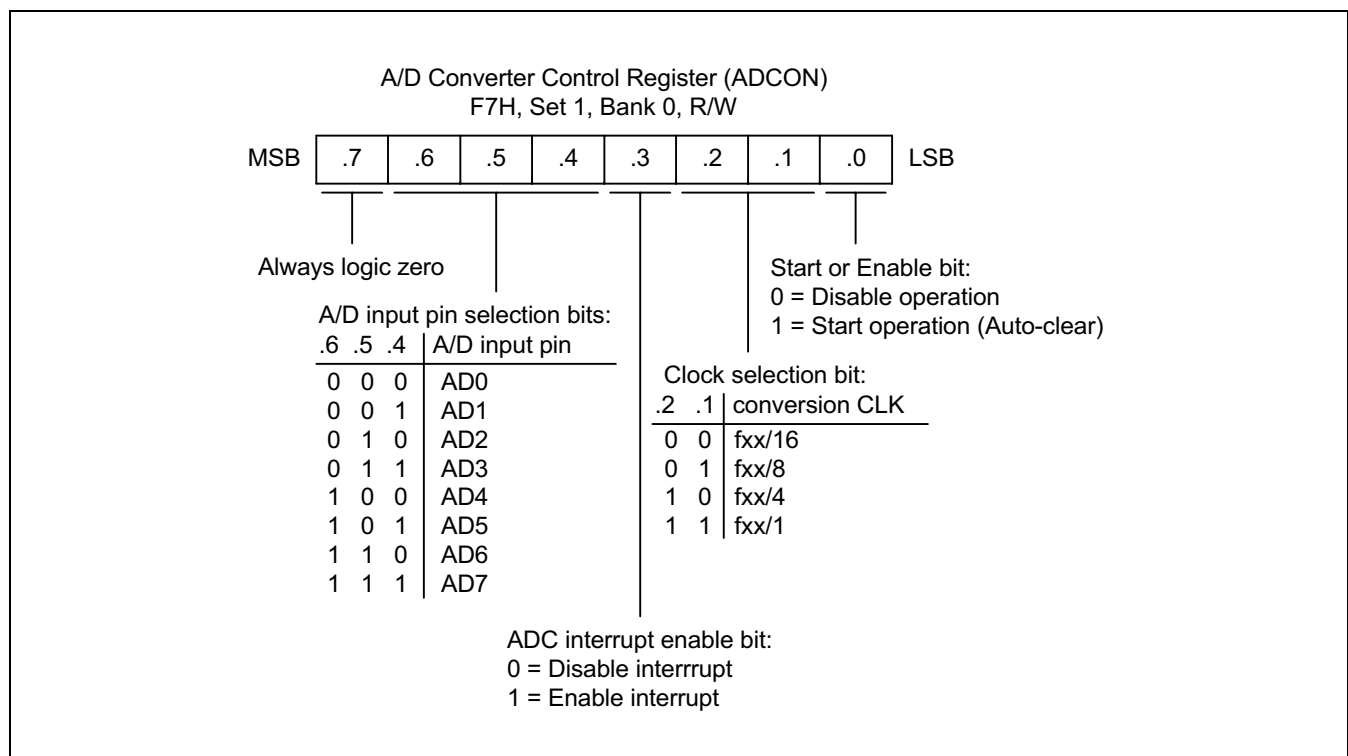 A/D Converter Control Register (ADCON)
F7H, Set 1, Bank 0, R/W
MSB .7 .6 .5 .4 .3 .2 .1 .0 LSB
Always logic zero
A/D input pin selection bits:
.6 .5 .4 A/D input pin
0 0 0 AD0
0 0 1 AD1
0 1 0 AD2
0 1 1 AD3
1 0 0 AD4
1 0 1 AD5
1 1 0 AD6
1 1 1 AD7
ADC interrupt enable bit:
0 = Disable interrrupt
1 = Enable interrupt
Clock selection bit:
.2 .1 conversion CLK
0 0 fxx/16
0 1 fxx/8
1 0 fxx/4
1 1 fxx/1
Start or Enable bit:
0 = Disable operation
1 = Start operation (Auto-clear)